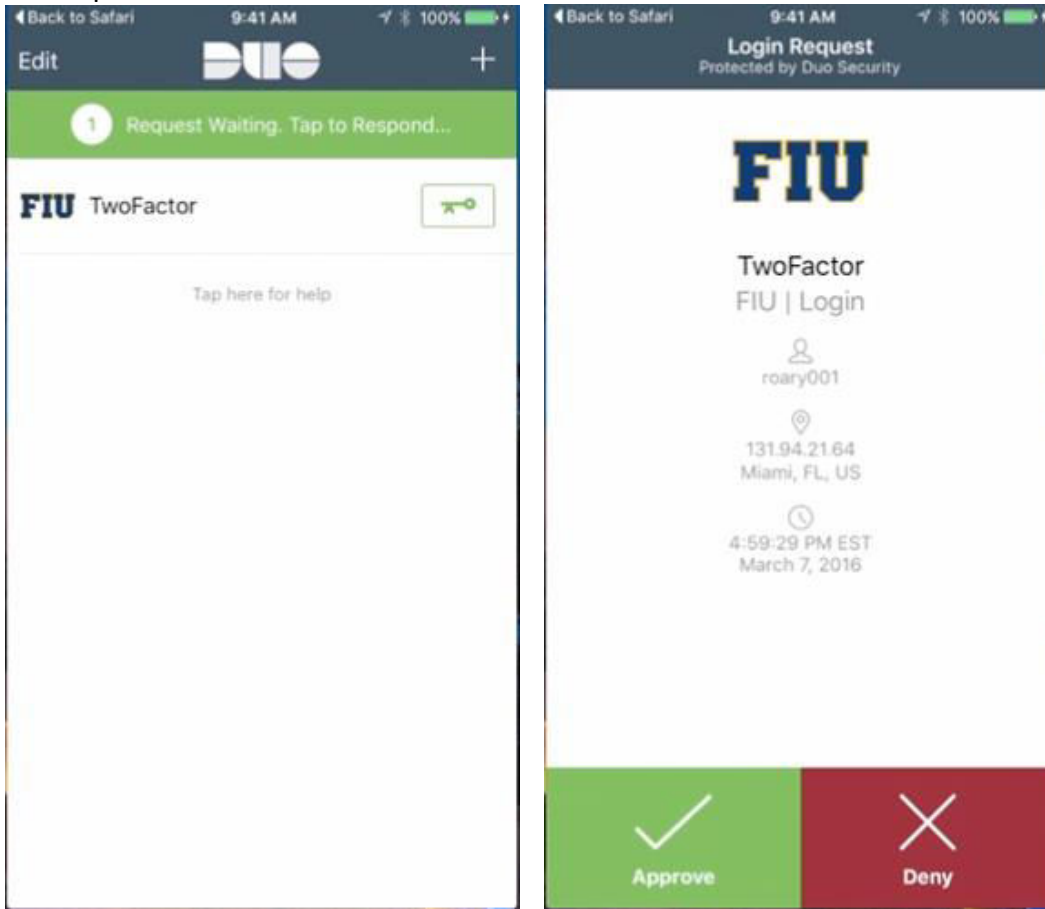 Back to Safari 9:41 AM 100%
Edit DUO +
1 Request Waiting. Tap to Respond...
FIU TwoFactor
Tap here for help
Back to Safari 9:41 AM 100%
Login Request
Protected by Duo Security
FIU
TwoFactor
FIU | Login
roary001
131.94.21.64
Miami, FL, US
4:59:29 PM EST
March 7, 2016
Approve Deny